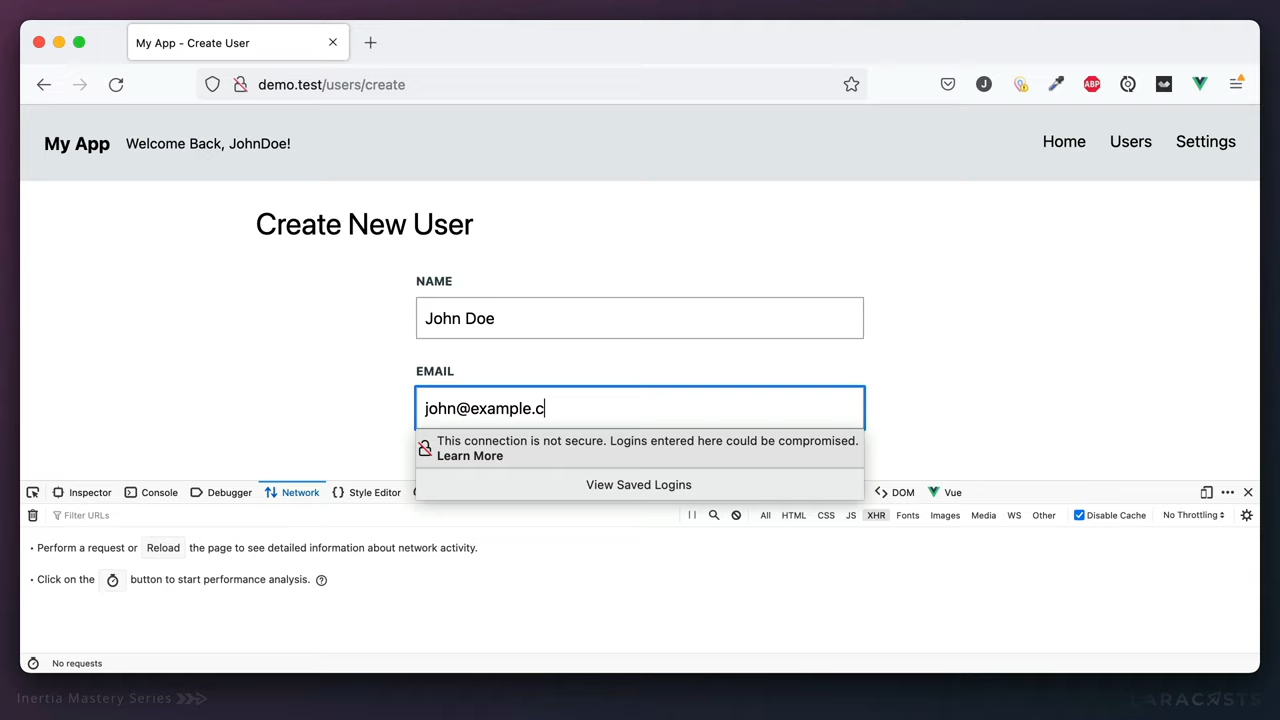 My App - Create User
demo.test/users/create
J
ABP
My App Welcome Back, JohnDoe! Home Users Settings
Create New User
NAME
John Doe
EMAIL
john@example.c
This connection is not secure. Logins entered here could be compromised.
Learn More
View Saved Logins
Inspector Console Debugger Network Style Editor DOM Vue
Filter URLs All HTML CSS JS XHR Fonts Images Media WS Other Disable Cache No Throttling
• Perform a request or Reload the page to see detailed information about network activity.
• Click on the button to start performance analysis.
No requests
Inertia Mastery Series
LARACASTS